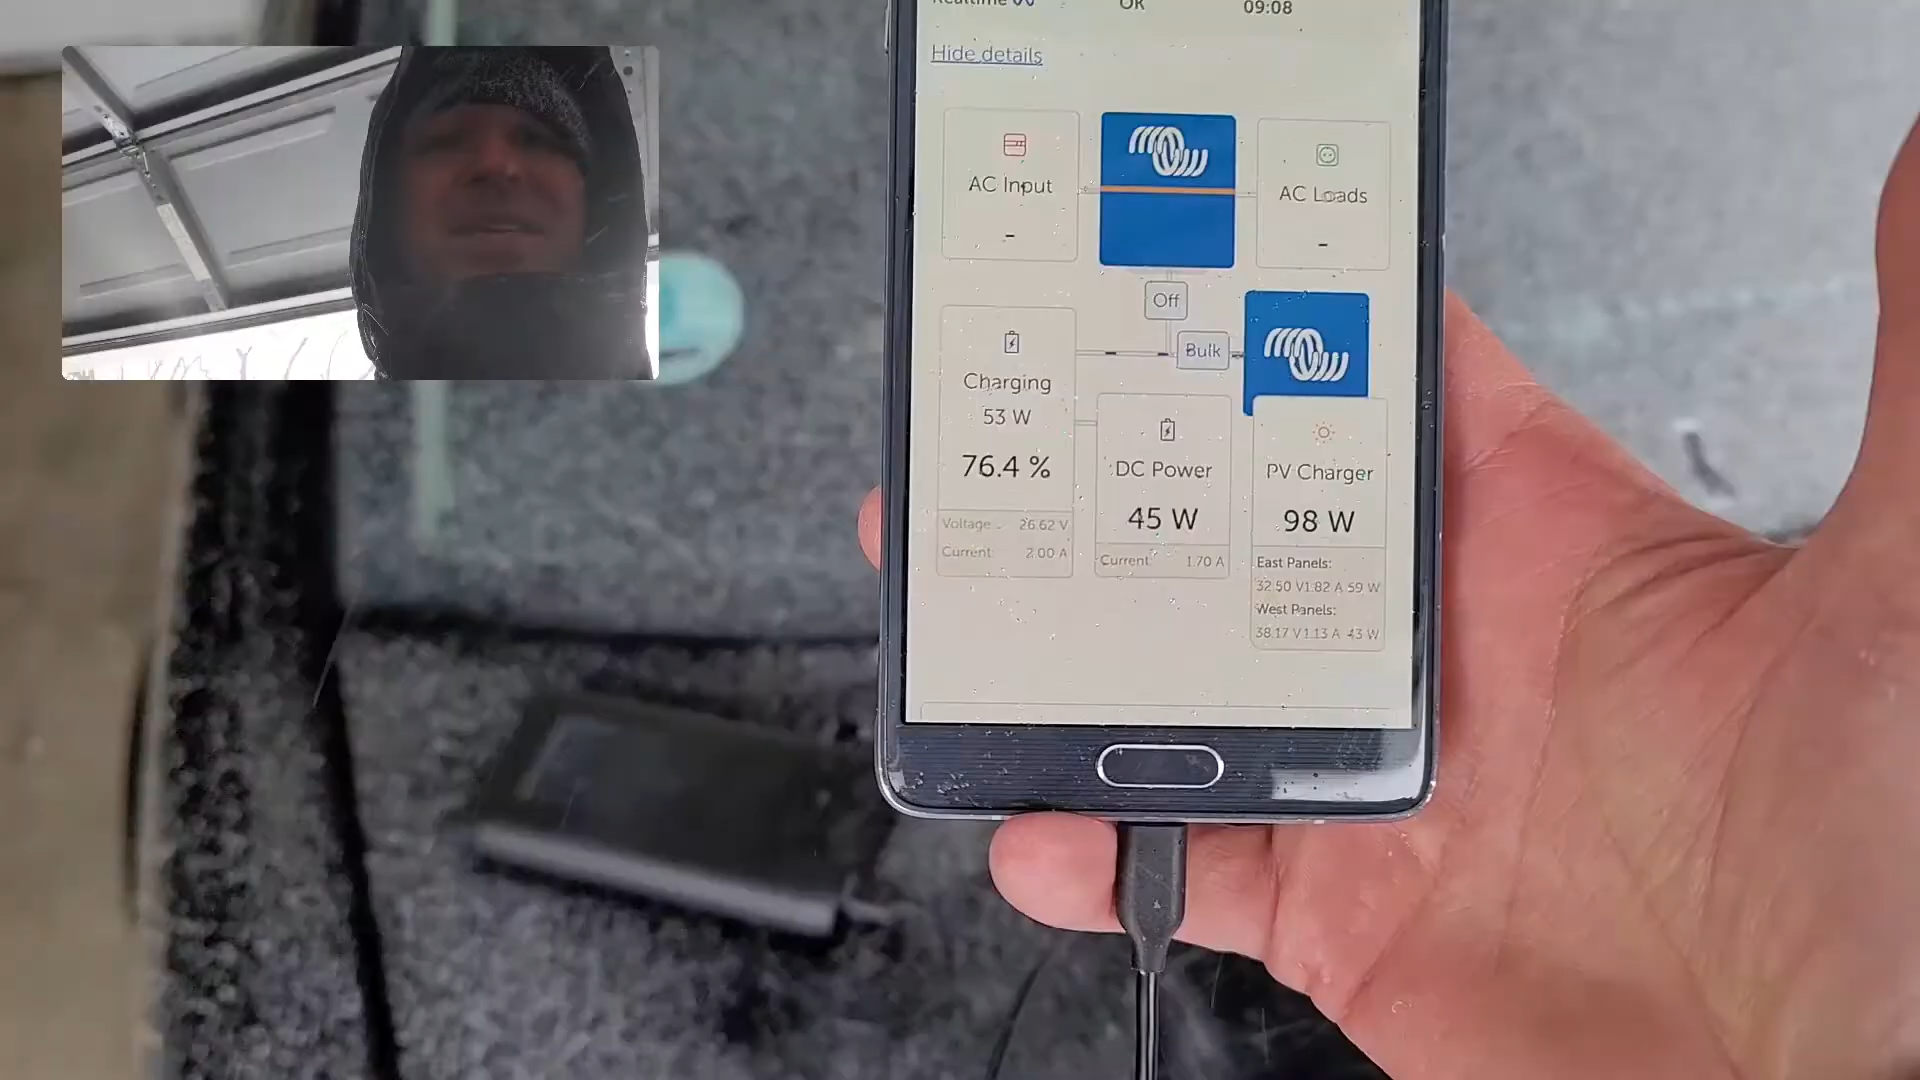 Realtime OK 09:08
Hide details
AC Input
-
AC Loads
-
Off
Bulk
Charging
53 W
76.4 %
Voltage 26.62 V
Current: 2.00 A
DC Power
45 W
Current: 1.70 A
PV Charger
98 W
East Panels:
32.50 V 1.82 A 59 W
West Panels:
38.17 V 1.13 A 43 W